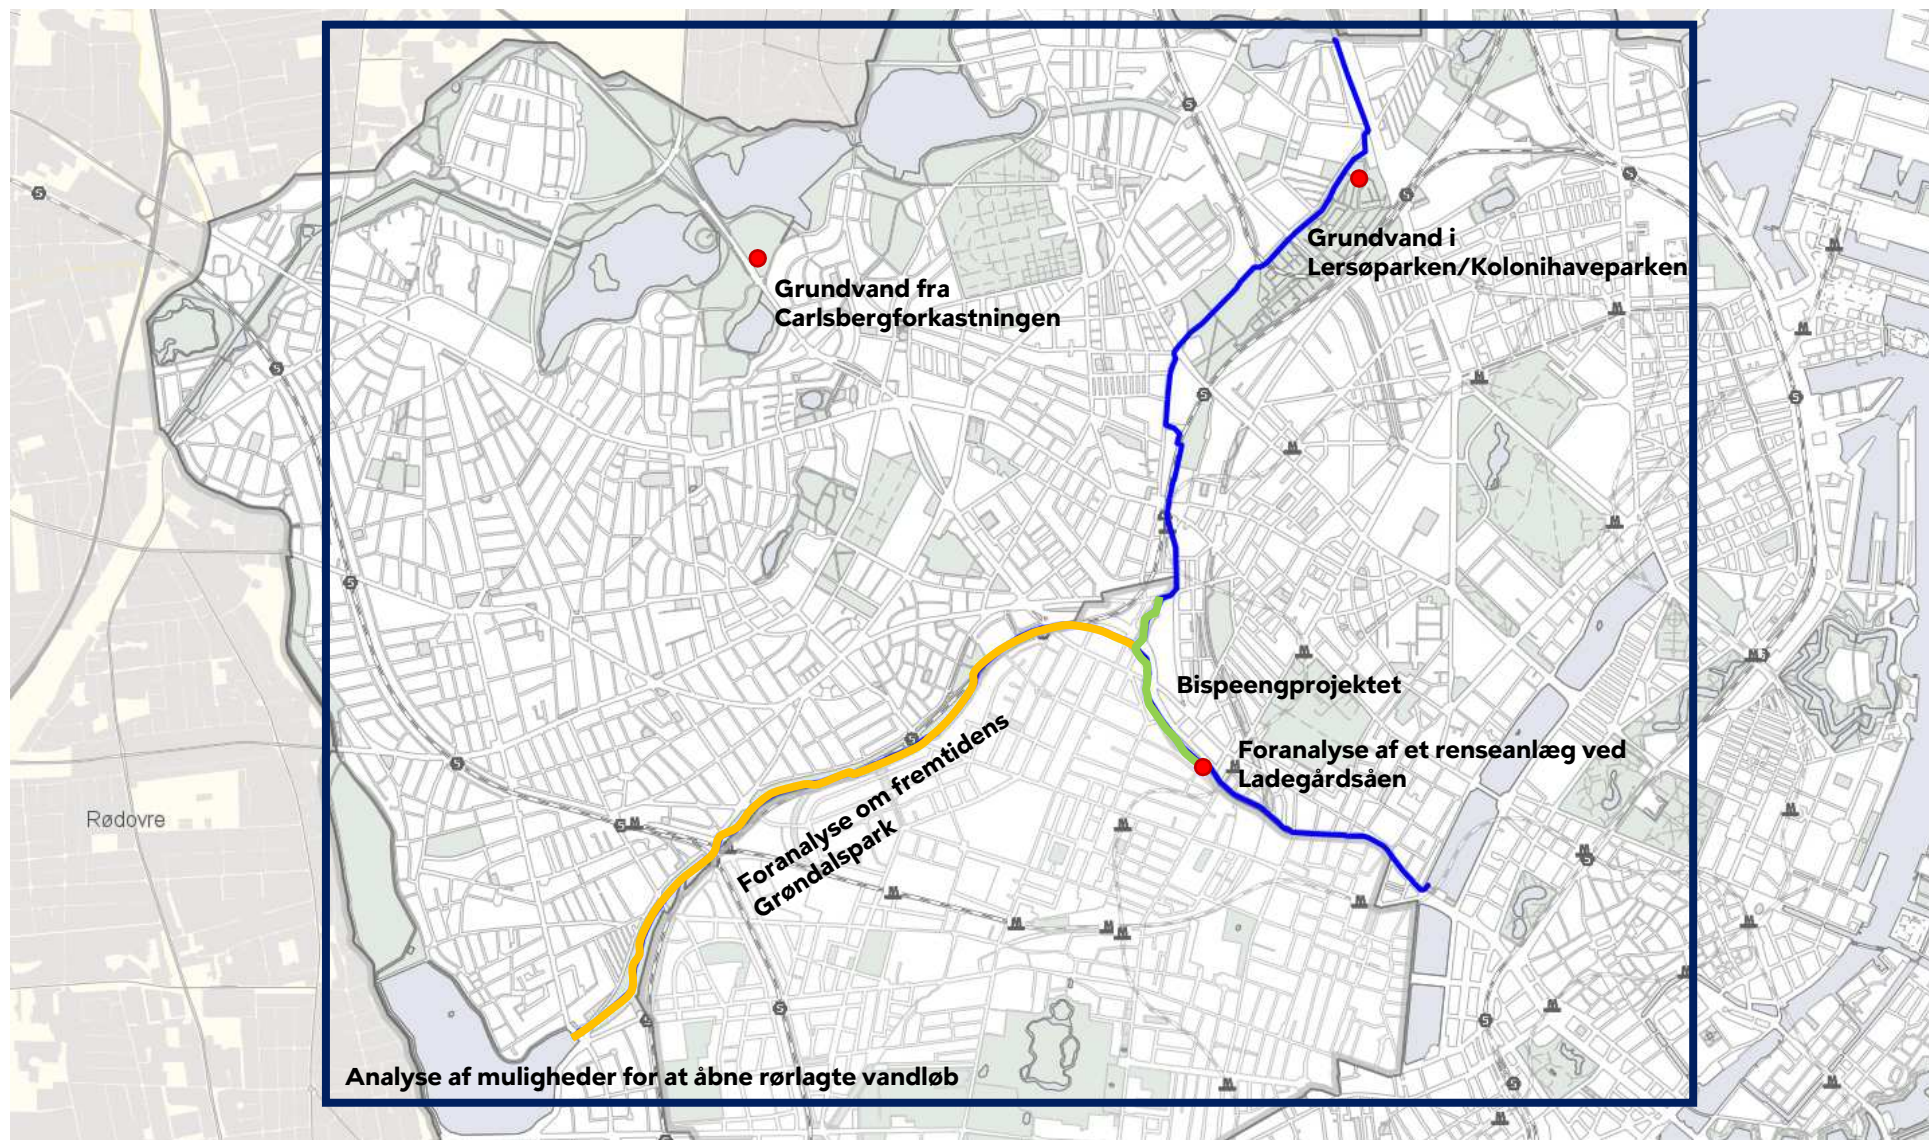 Grundvand i
Lersøparken/Kolonihaveparken
Grundvand fra
Carlsbergforkastningen
Bispeengprojektet
Foranalyse af et renseanlæg ved
Ladegårdsåen
Foranalyse om fremtidens
Grøndalspark
Rødovre
Analyse af muligheder for at åbne rørlagte vandløb